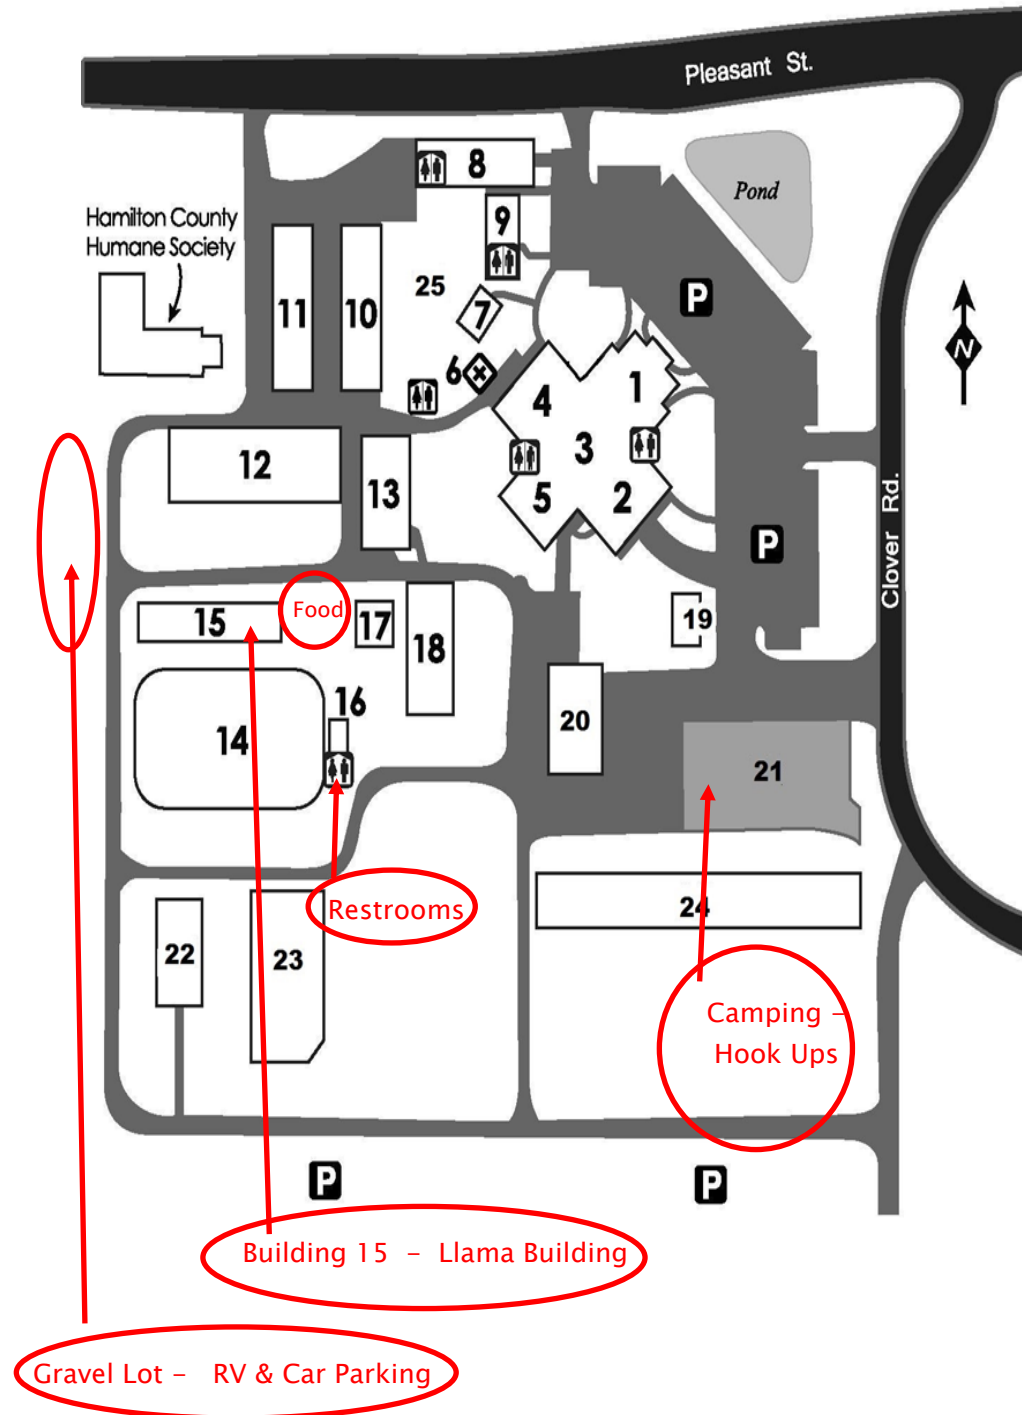 Pleasant St.
8
Pond
Hamilton County
Humane Society
9
25
11
10
7
P
N
6
1
4
3
12
13
5
2
Clover Rd.
P
15
Food
17
18
19
16
14
20
21
Restrooms
24
22
23
Camping –
Hook Ups
P
P
Building 15 – Llama Building
Gravel Lot – RV & Car Parking